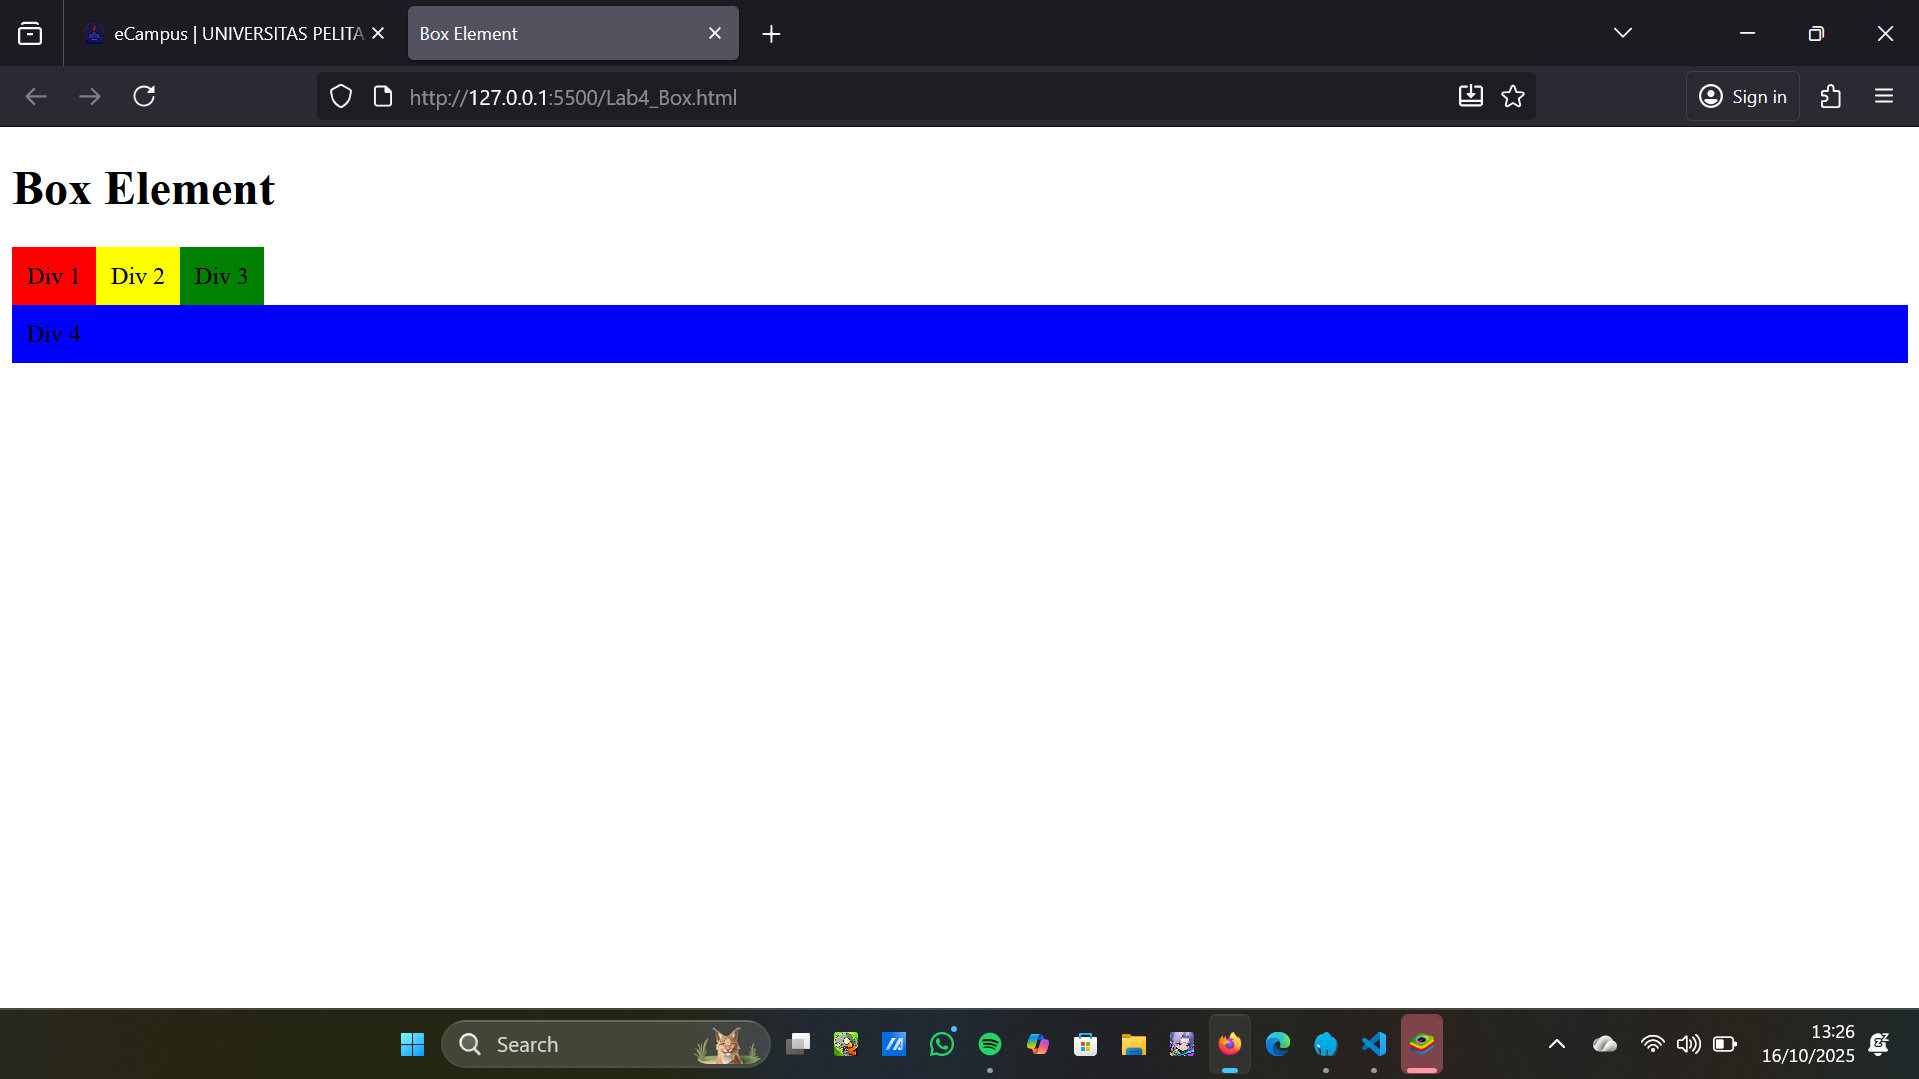 eCampus | UNIVERSITAS PELITA
Box Element
http://127.0.0.1:5500/Lab4_Box.html
Sign in
Box Element
Div 1 Div 2 Div 3
Div 4
Search
13:26
16/10/2025